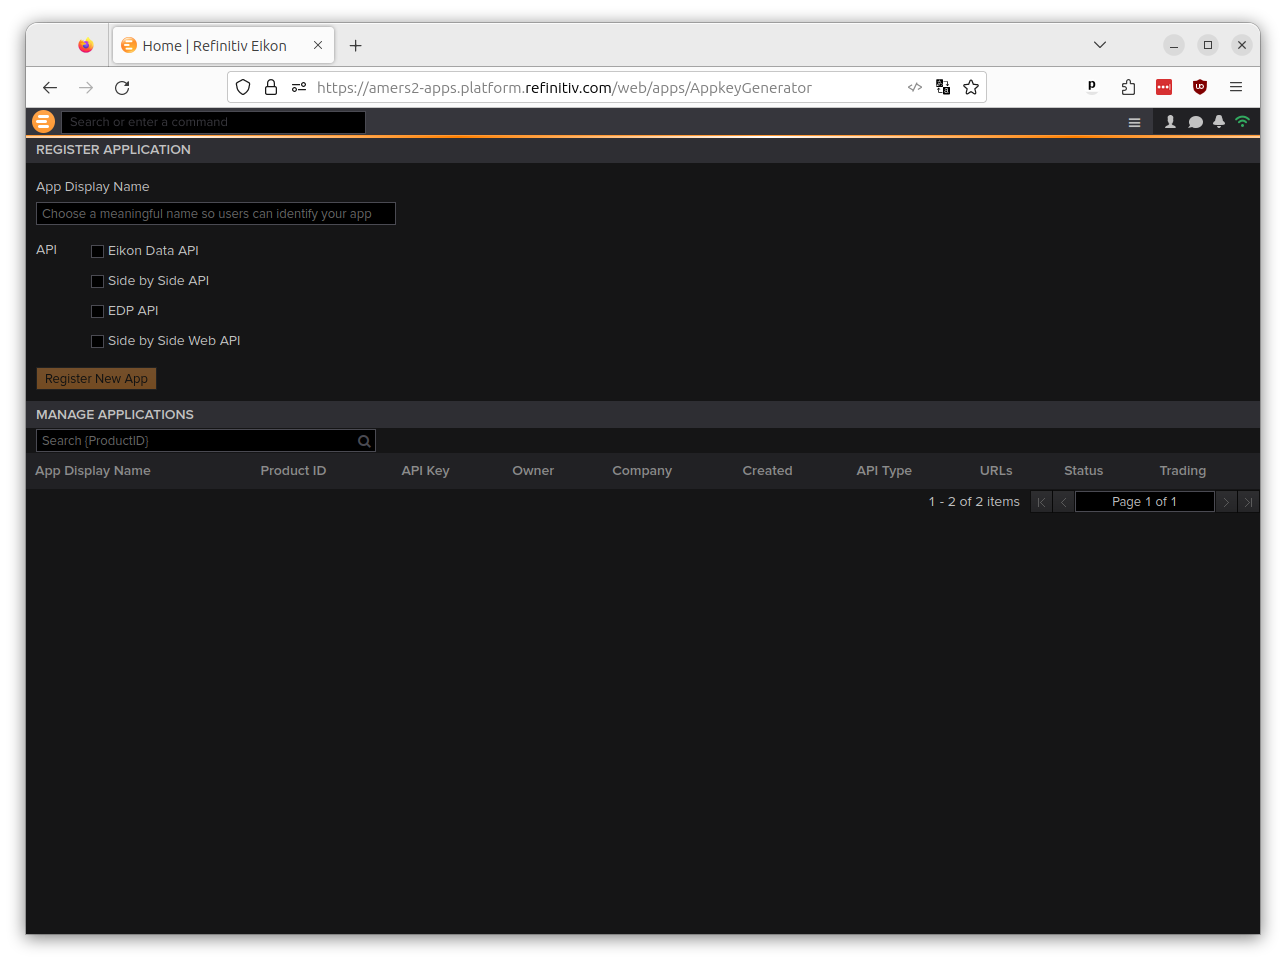 Home | Refinitiv Eikon
https://amers2-apps.platform.refinitiv.com/web/apps/AppkeyGenerator
Search or enter a command
REGISTER APPLICATION
App Display Name
Choose a meaningful name so users can identify your app
API
Eikon Data API
Side by Side API
EDP API
Side by Side Web API
Register New App
MANAGE APPLICATIONS
Search {ProductID}
App Display Name Product ID API Key Owner Company Created API Type URLs Status Trading
1 - 2 of 2 items Page 1 of 1